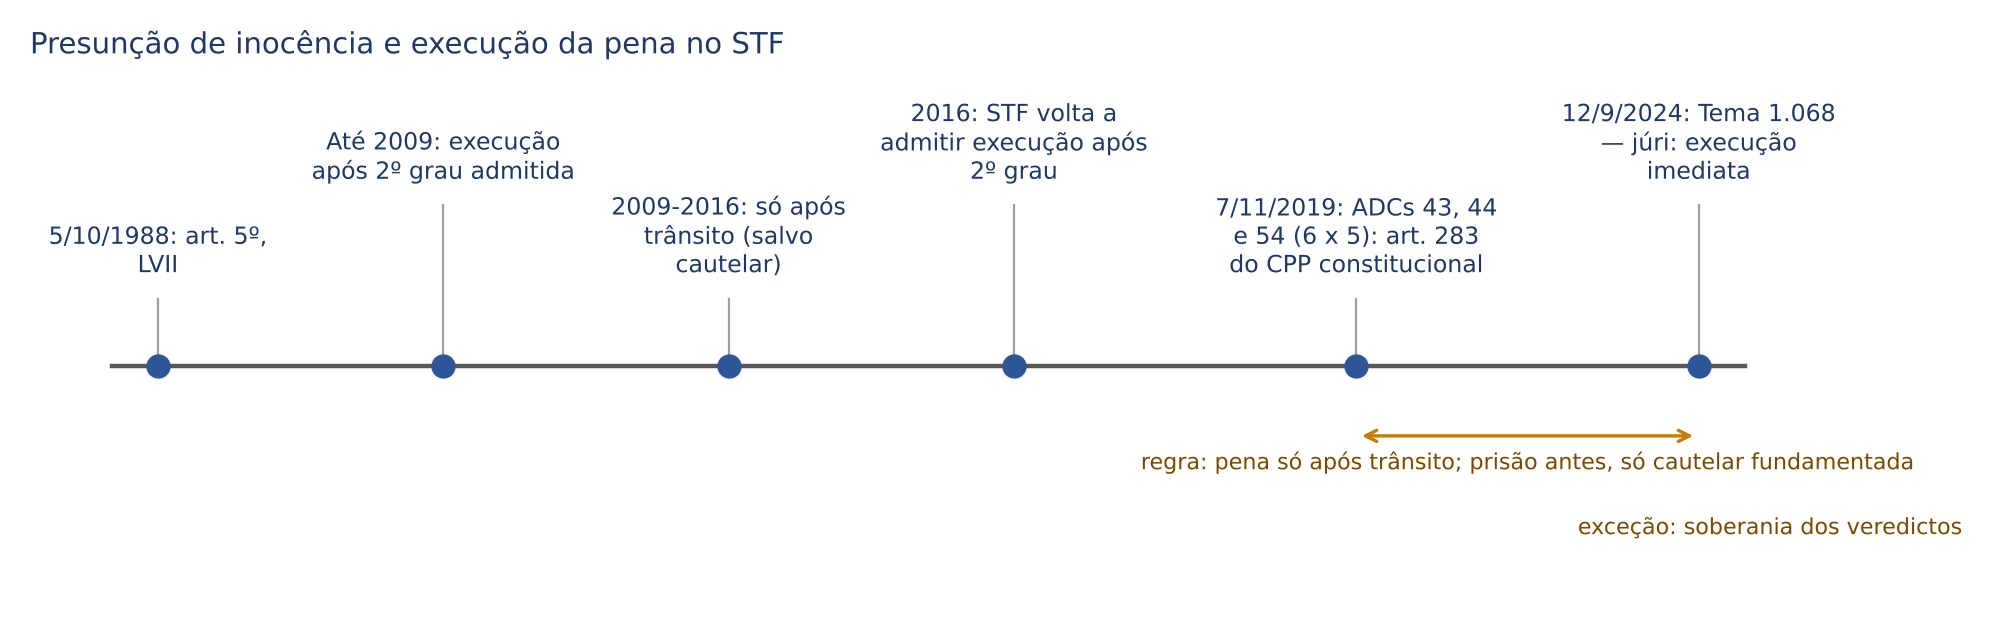 Presunção de inocência e execução da pena no STF
5/10/1988: art. 5º,
LVII
Até 2009: execução
após 2º grau admitida
2009-2016: só após
trânsito (salvo
cautelar)
2016: STF volta a
admitir execução após
2º grau
7/11/2019: ADCs 43, 44
e 54 (6 x 5): art. 283
do CPP constitucional
12/9/2024: Tema 1.068
— júri: execução
imediata
regra: pena só após trânsito; prisão antes, só cautelar fundamentada
exceção: soberania dos veredictos